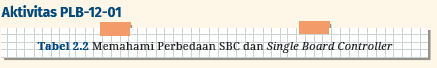 Aktivitas PLB-12-01
Tabel 2.2 Memahami Perbedaan SBC dan Single Board Controller